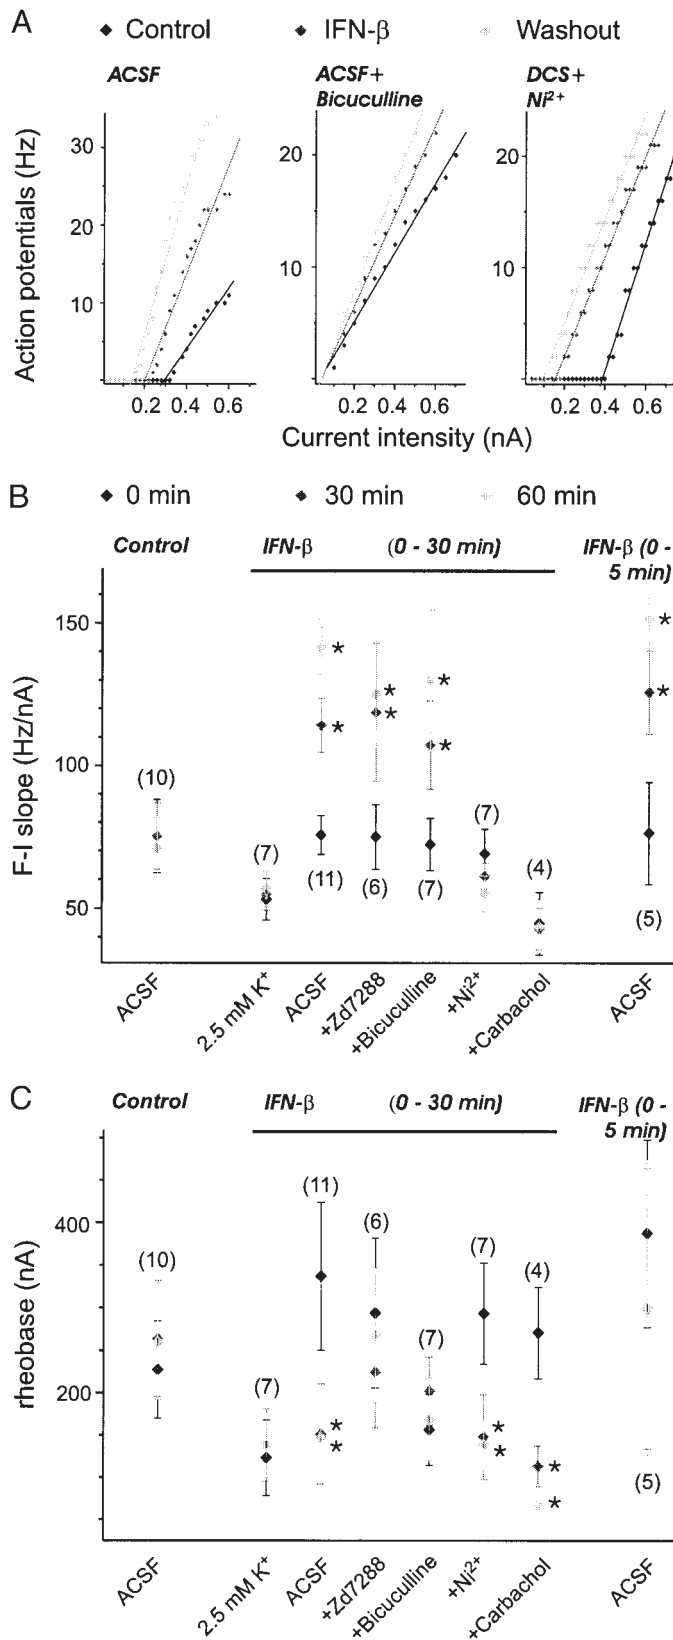 A
Control IFN-β Washout
ACSF
ACSF+
Bicuculline
DCS+
Ni²⁺
Action potentials (Hz)
30
20
10
20
10
20
10
0.2 0.4 0.6
0.2 0.4 0.6
0.2 0.4 0.6
Current intensity (nA)
B
0 min 30 min 60 min
Control
IFN-β (0 - 30 min)
IFN-β (0 -
5 min)
F-I slope (Hz/nA)
150
100
50
(10)
(7)
(11)
(6)
(7)
(7)
(4)
(5)
* * * * * * * *
ACSF
2.5 mM K⁺
ACSF
+Zd7288
+Bicuculline
+Ni²⁺
+Carbachol
ACSF
C
Control
IFN-β (0 - 30 min)
IFN-β (0 -
5 min)
rheobase (nA)
400
200
(10)
(7)
(11)
(6)
(7)
(7)
(4)
(5)
* * * * * *
ACSF
2.5 mM K⁺
ACSF
+Zd7288
+Bicuculline
+Ni²⁺
+Carbachol
ACSF